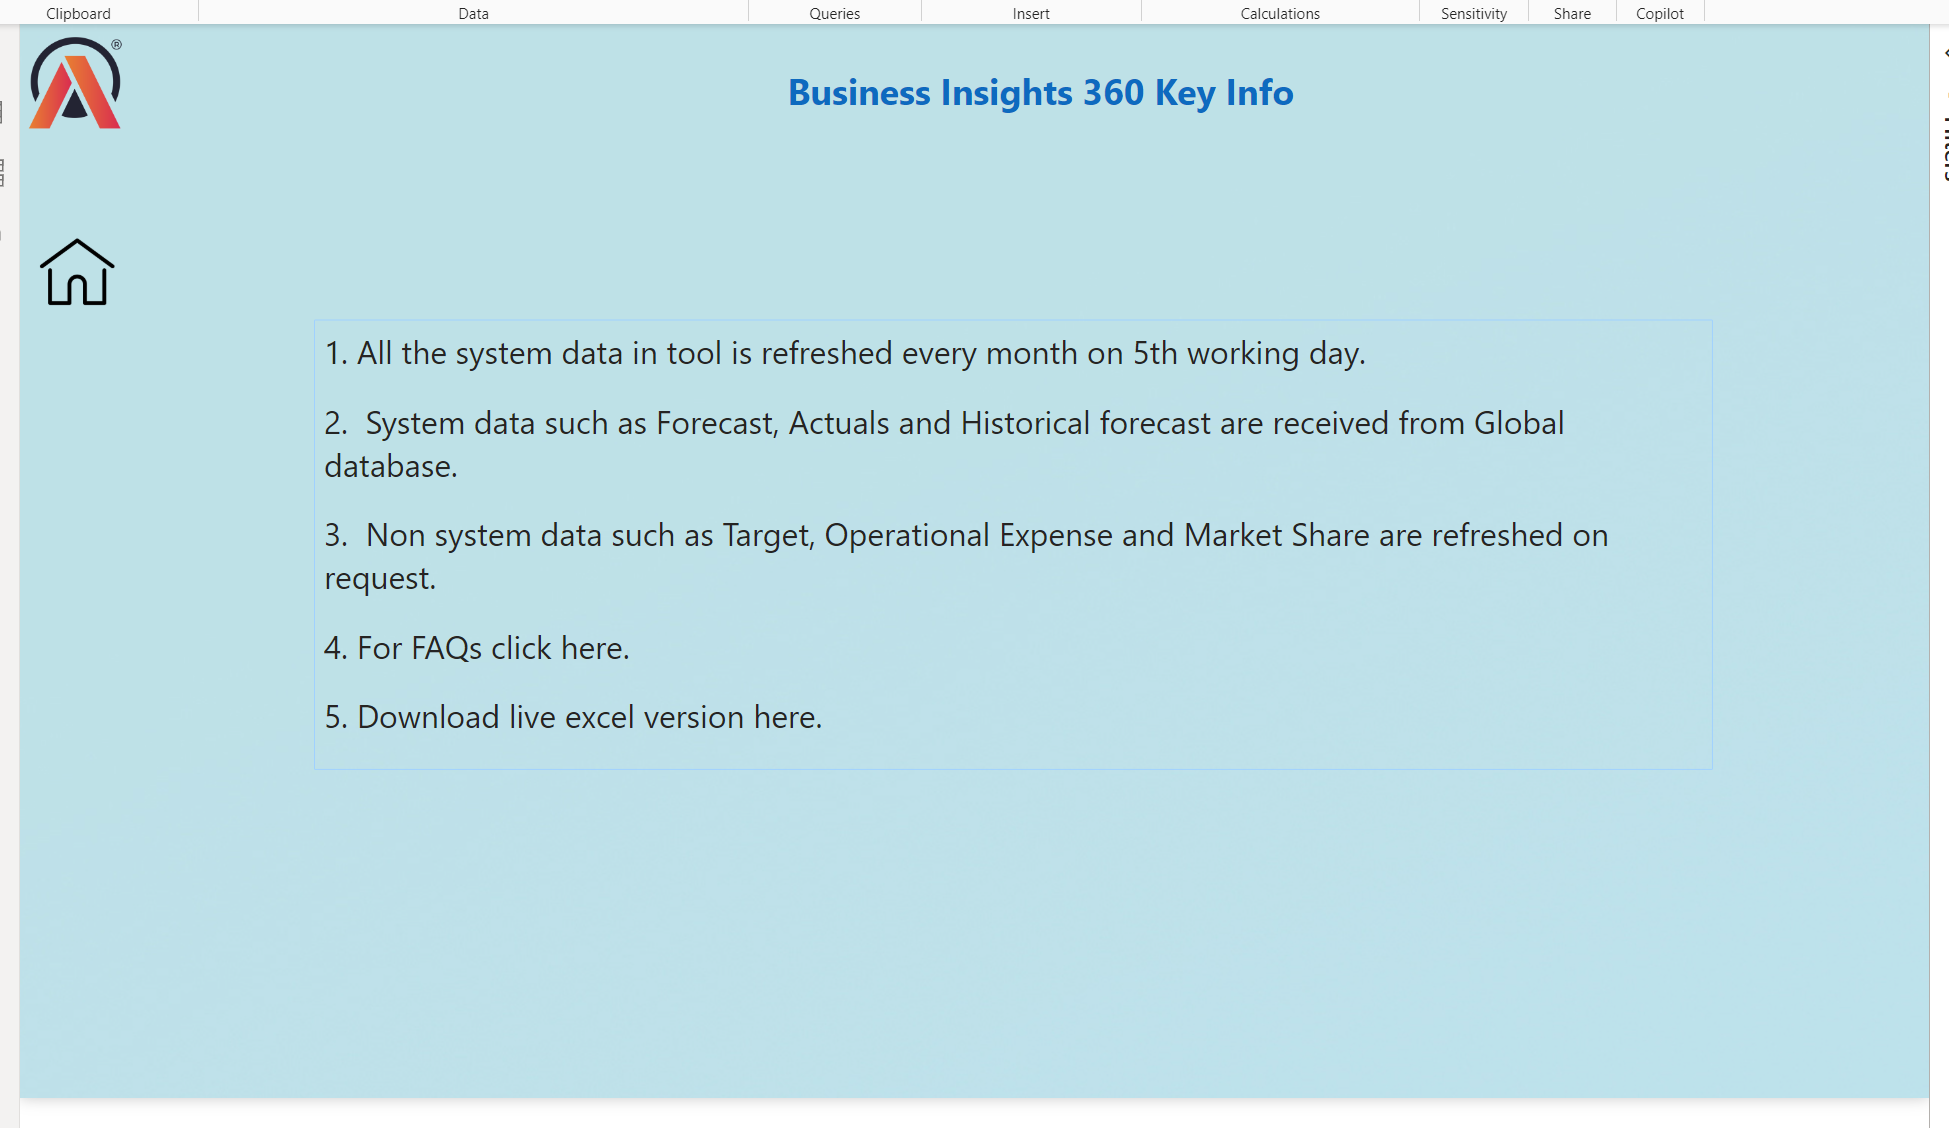 Clipboard Data Queries Insert Calculations Sensitivity Share Copilot
®
Business Insights 360 Key Info
1. All the system data in tool is refreshed every month on 5th working day.
2.  System data such as Forecast, Actuals and Historical forecast are received from Global
database.
3.  Non system data such as Target, Operational Expense and Market Share are refreshed on
request.
4. For FAQs click here.
5. Download live excel version here.